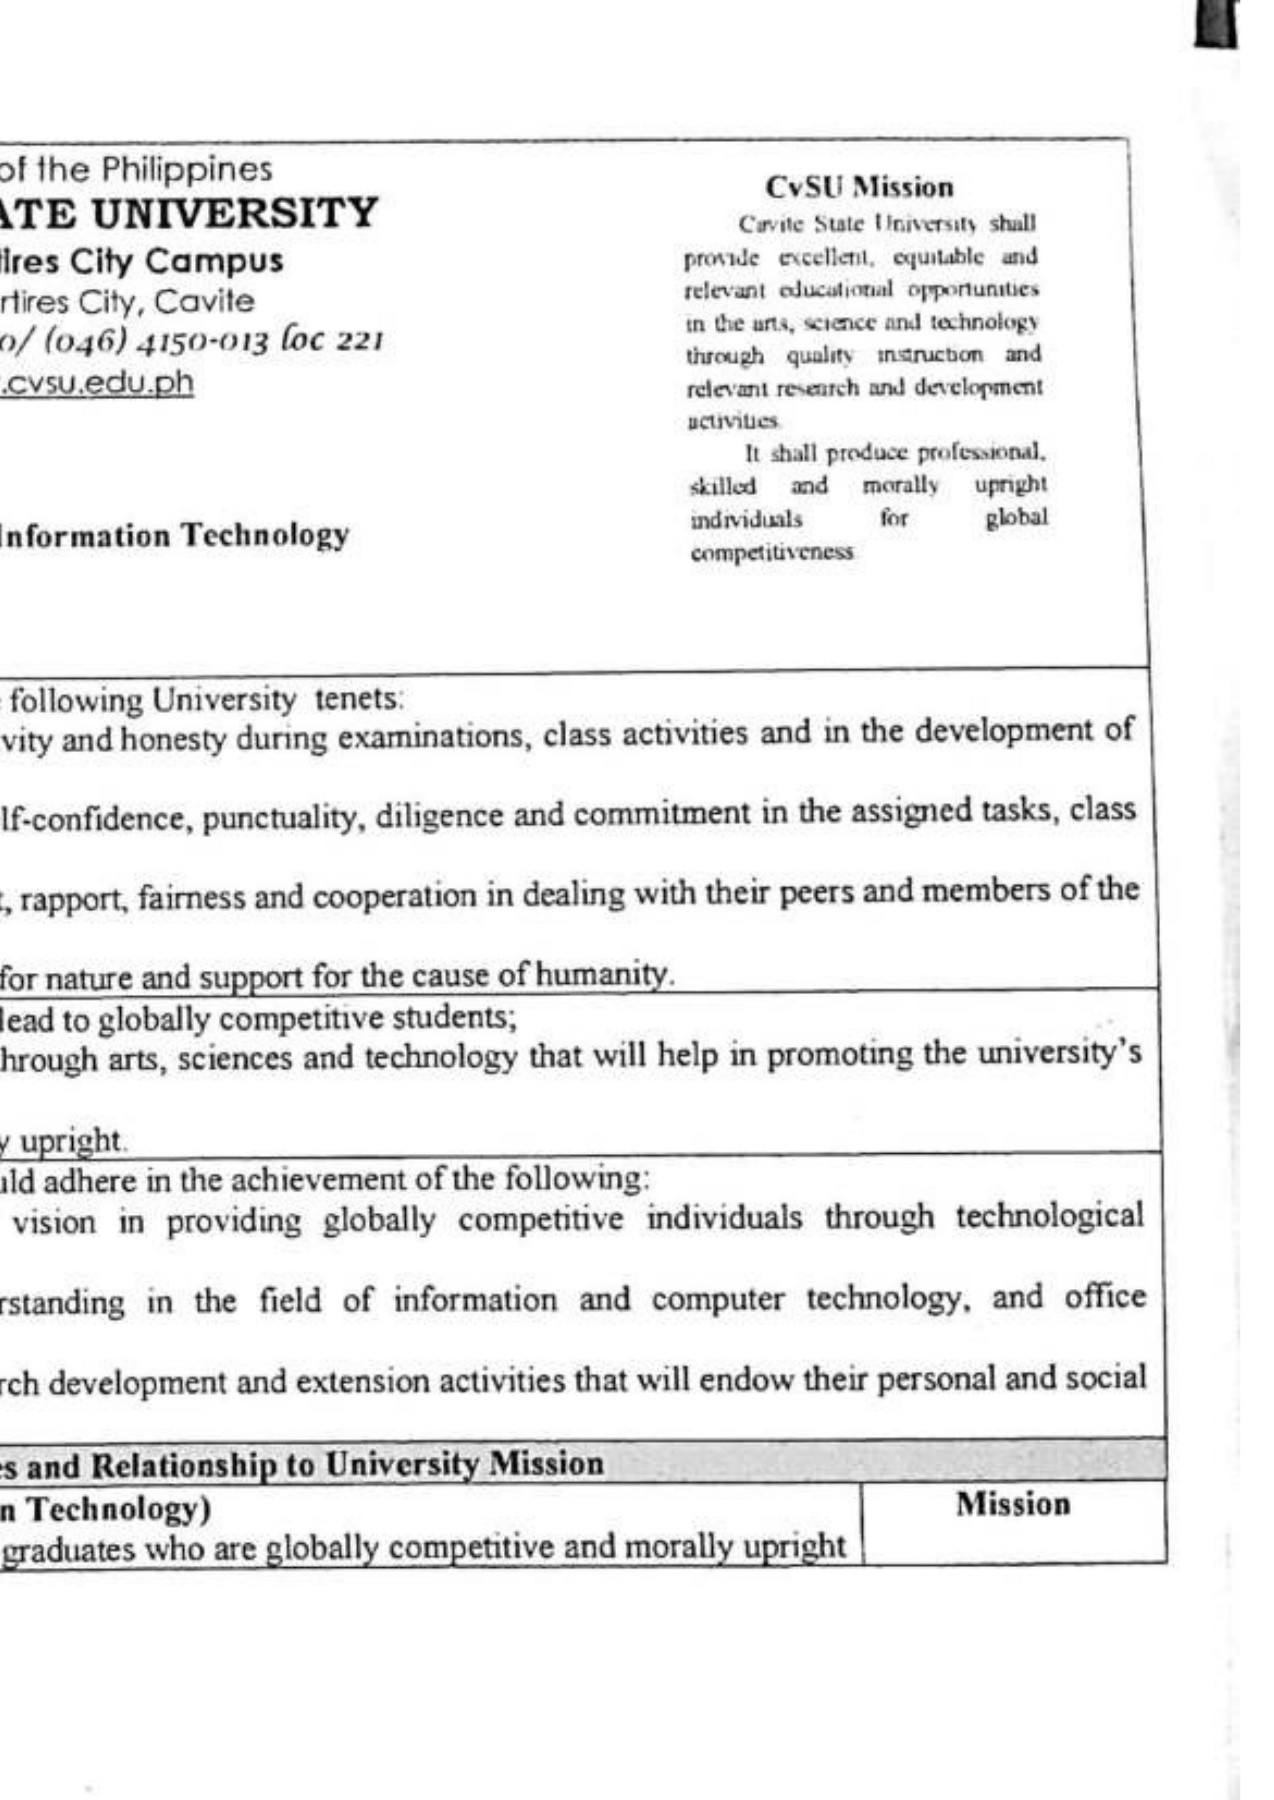 of the Philippines
ATE UNIVERSITY
tires City Campus
rtires City, Cavite
0/ (046) 4150-013 loc 221
.cvsu.edu.ph
Information Technology
CvSU Mission
Cavite State University shall
provide excellent, equitable and
relevant educational opportunities
in the arts, science and technology
through quality instruction and
relevant research and development
activities.
It shall produce professional,
skilled and morally upright
individuals for global
competitiveness
following University tenets:
vity and honesty during examinations, class activities and in the development of
lf-confidence, punctuality, diligence and commitment in the assigned tasks, class
t, rapport, fairness and cooperation in dealing with their peers and members of the
for nature and support for the cause of humanity.
lead to globally competitive students;
hrough arts, sciences and technology that will help in promoting the university's
y upright.
uld adhere in the achievement of the following:
vision in providing globally competitive individuals through technological
rstanding in the field of information and computer technology, and office
rch development and extension activities that will endow their personal and social
es and Relationship to University Mission
n Technology)
Mission
graduates who are globally competitive and morally upright